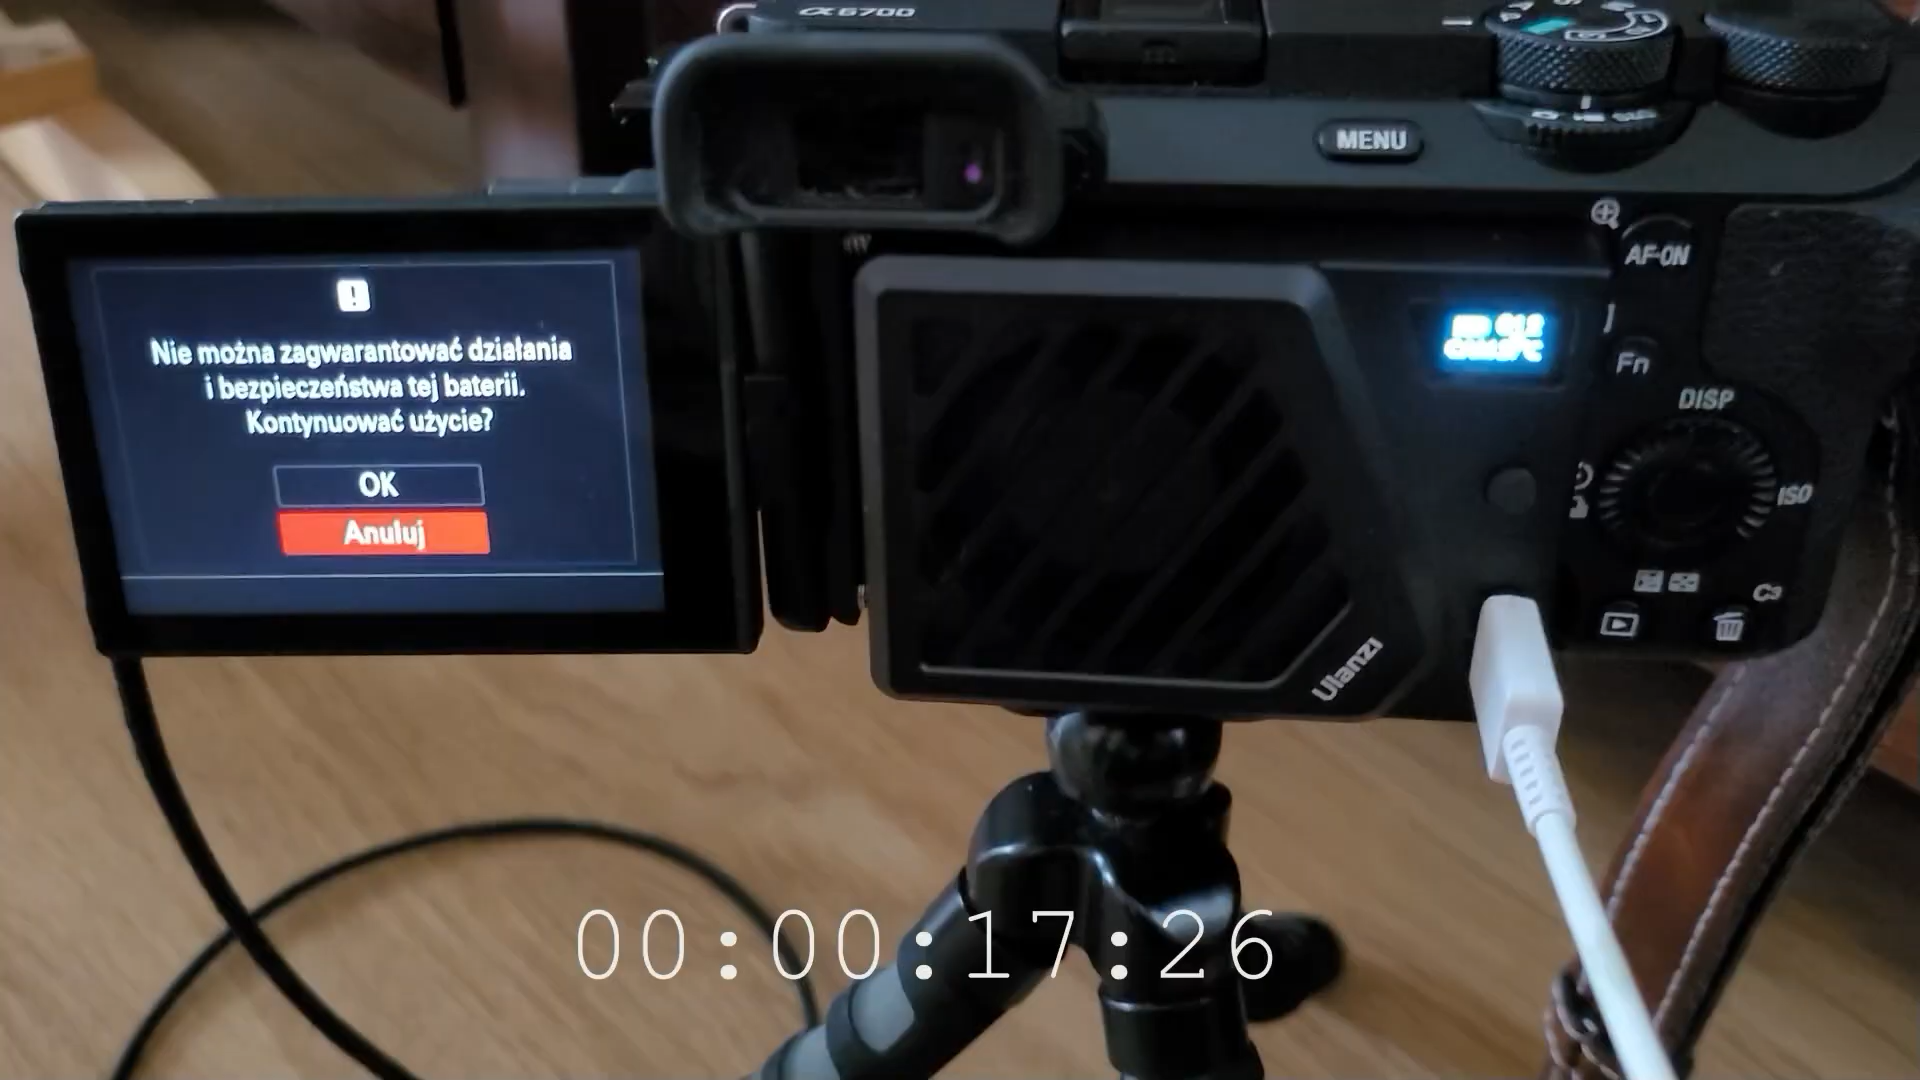 α6700
MENU
AF-ON
Fn
DISP
ISO
C3
Nie można zagwarantować działania
i bezpieczeństwa tej baterii.
Kontynuować użycie?
OK
Anuluj
Ulanzi
00:00:17:26